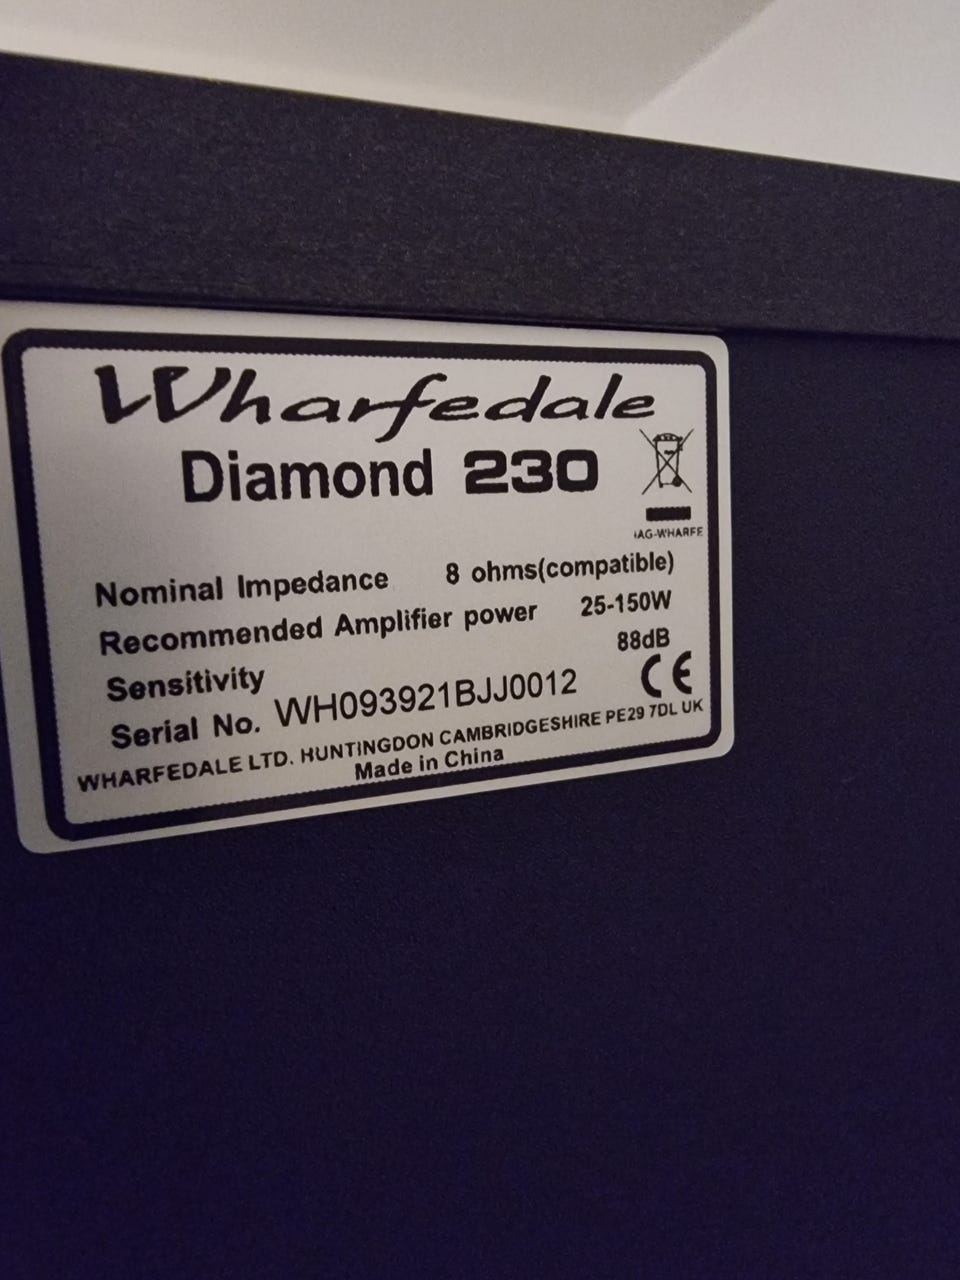 Wharfedale
Diamond 230
IAG-WHARFE
Nominal Impedance 8 ohms(compatible)
Recommended Amplifier power 25-150W
Sensitivity 88dB
Serial No. WH093921BJJ0012 CE
WHARFEDALE LTD. HUNTINGDON CAMBRIDGESHIRE PE29 7DL UK
Made in China